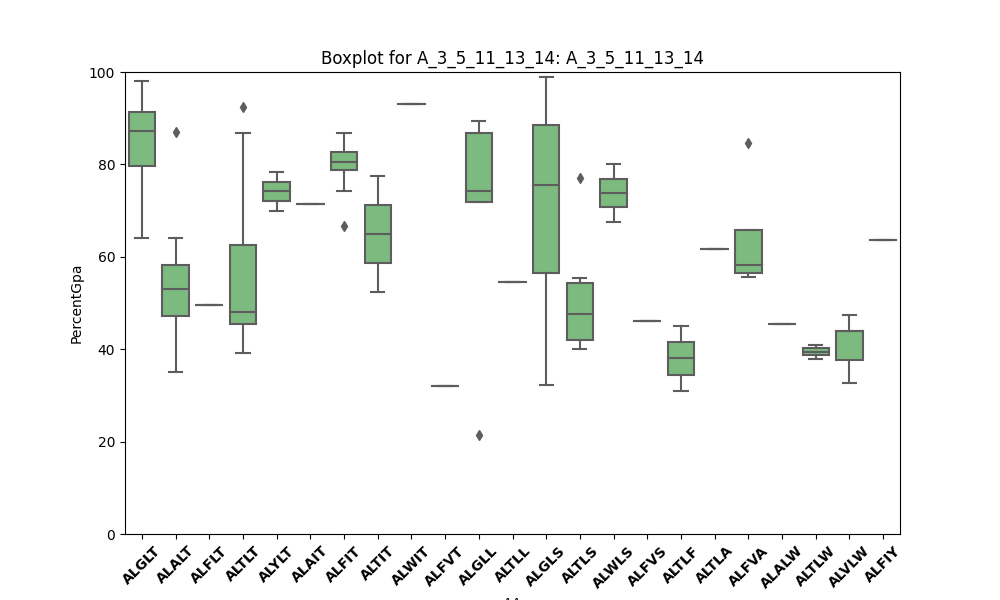 Boxplot for A_3_5_11_13_14: A_3_5_11_13_14
100
80
60
40
20
0
PercentGpa
ALGLT
ALALT
ALFLT
ALTLT
ALYLT
ALAIT
ALFIT
ALTIT
ALWIT
ALFVT
ALGLL
ALTLL
ALGLS
ALTLS
ALWLS
ALFVS
ALTLF
ALTLA
ALFVA
ALALW
ALTLW
ALVLW
ALFIY